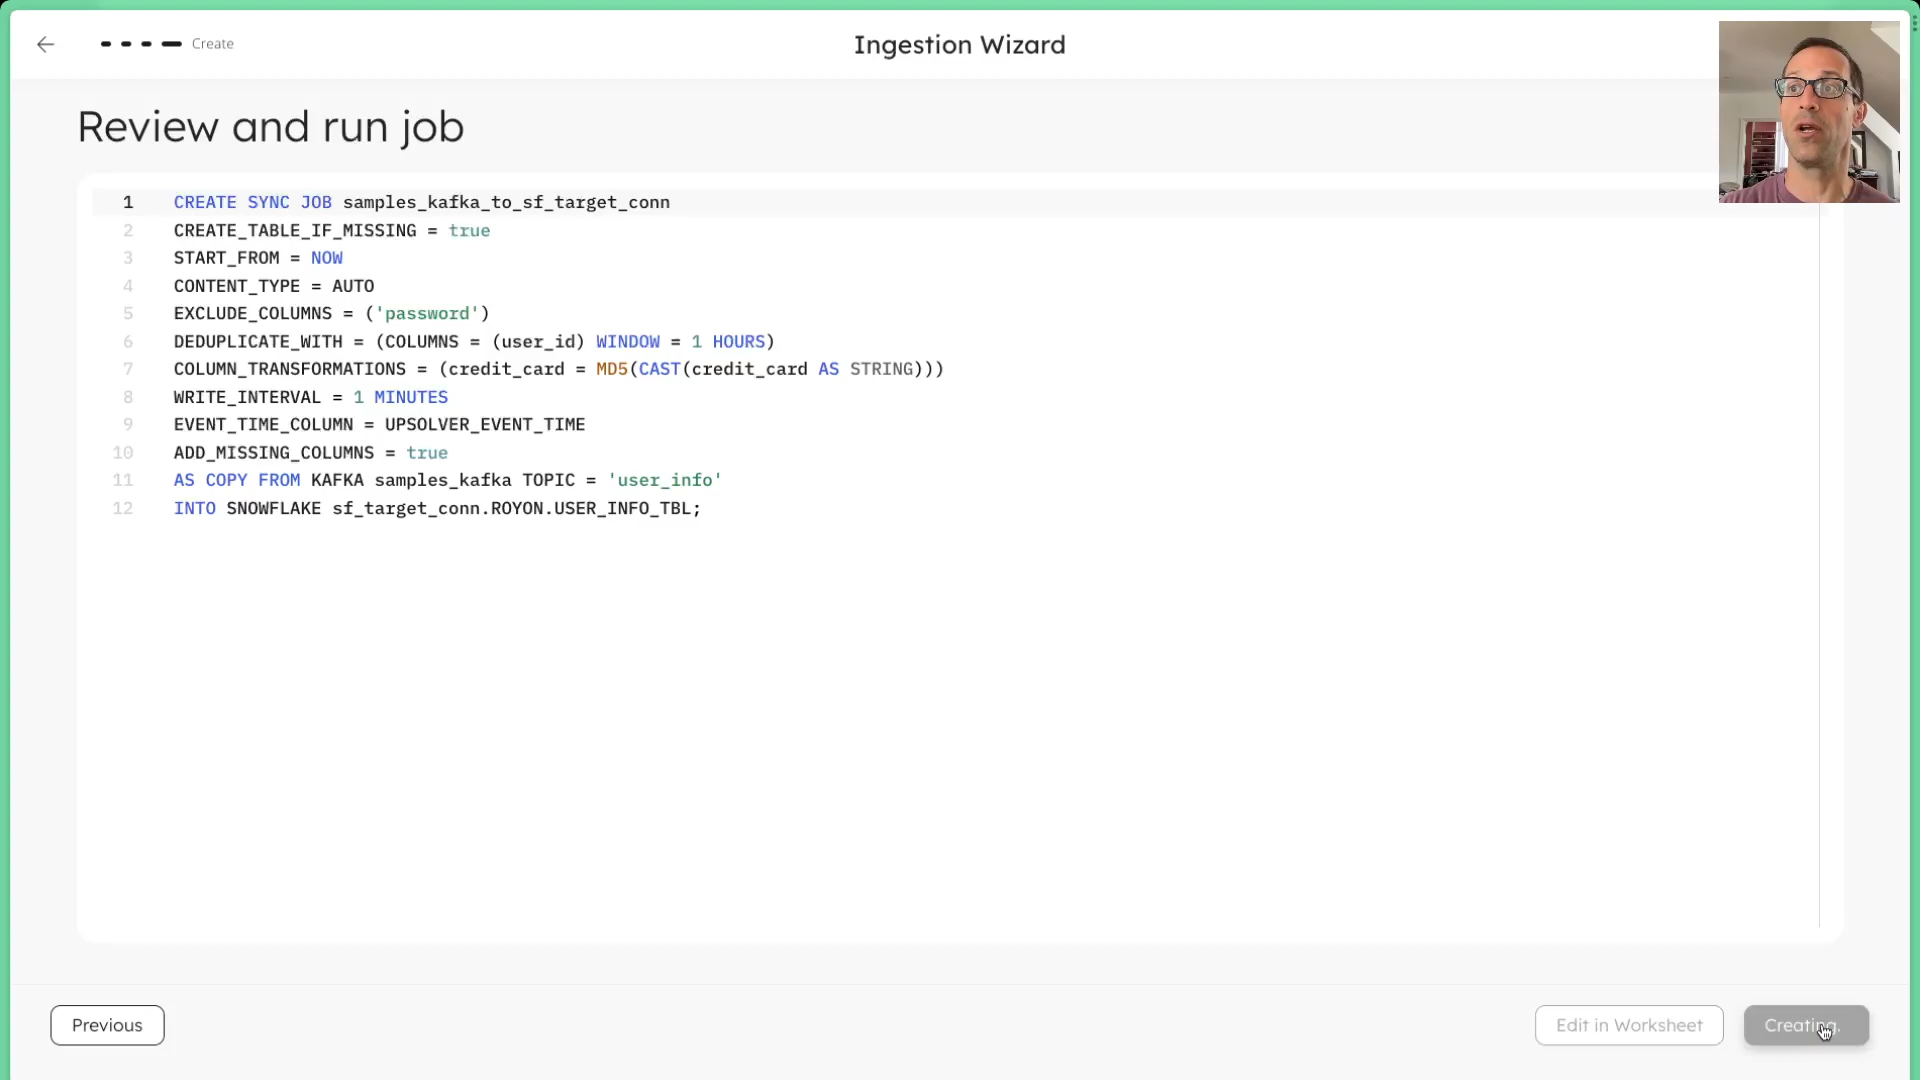 Create
Ingestion Wizard
Review and run job
1 CREATE SYNC JOB samples_kafka_to_sf_target_conn
2 CREATE_TABLE_IF_MISSING = true
3 START_FROM = NOW
4 CONTENT_TYPE = AUTO
5 EXCLUDE_COLUMNS = ('password')
6 DEDUPLICATE_WITH = (COLUMNS = (user_id) WINDOW = 1 HOURS)
7 COLUMN_TRANSFORMATIONS = (credit_card = MD5(CAST(credit_card AS STRING)))
8 WRITE_INTERVAL = 1 MINUTES
9 EVENT_TIME_COLUMN = UPSOLVER_EVENT_TIME
10 ADD_MISSING_COLUMNS = true
11 AS COPY FROM KAFKA samples_kafka TOPIC = 'user_info'
12 INTO SNOWFLAKE sf_target_conn.ROYON.USER_INFO_TBL;
Previous
Edit in Worksheet
Creating.